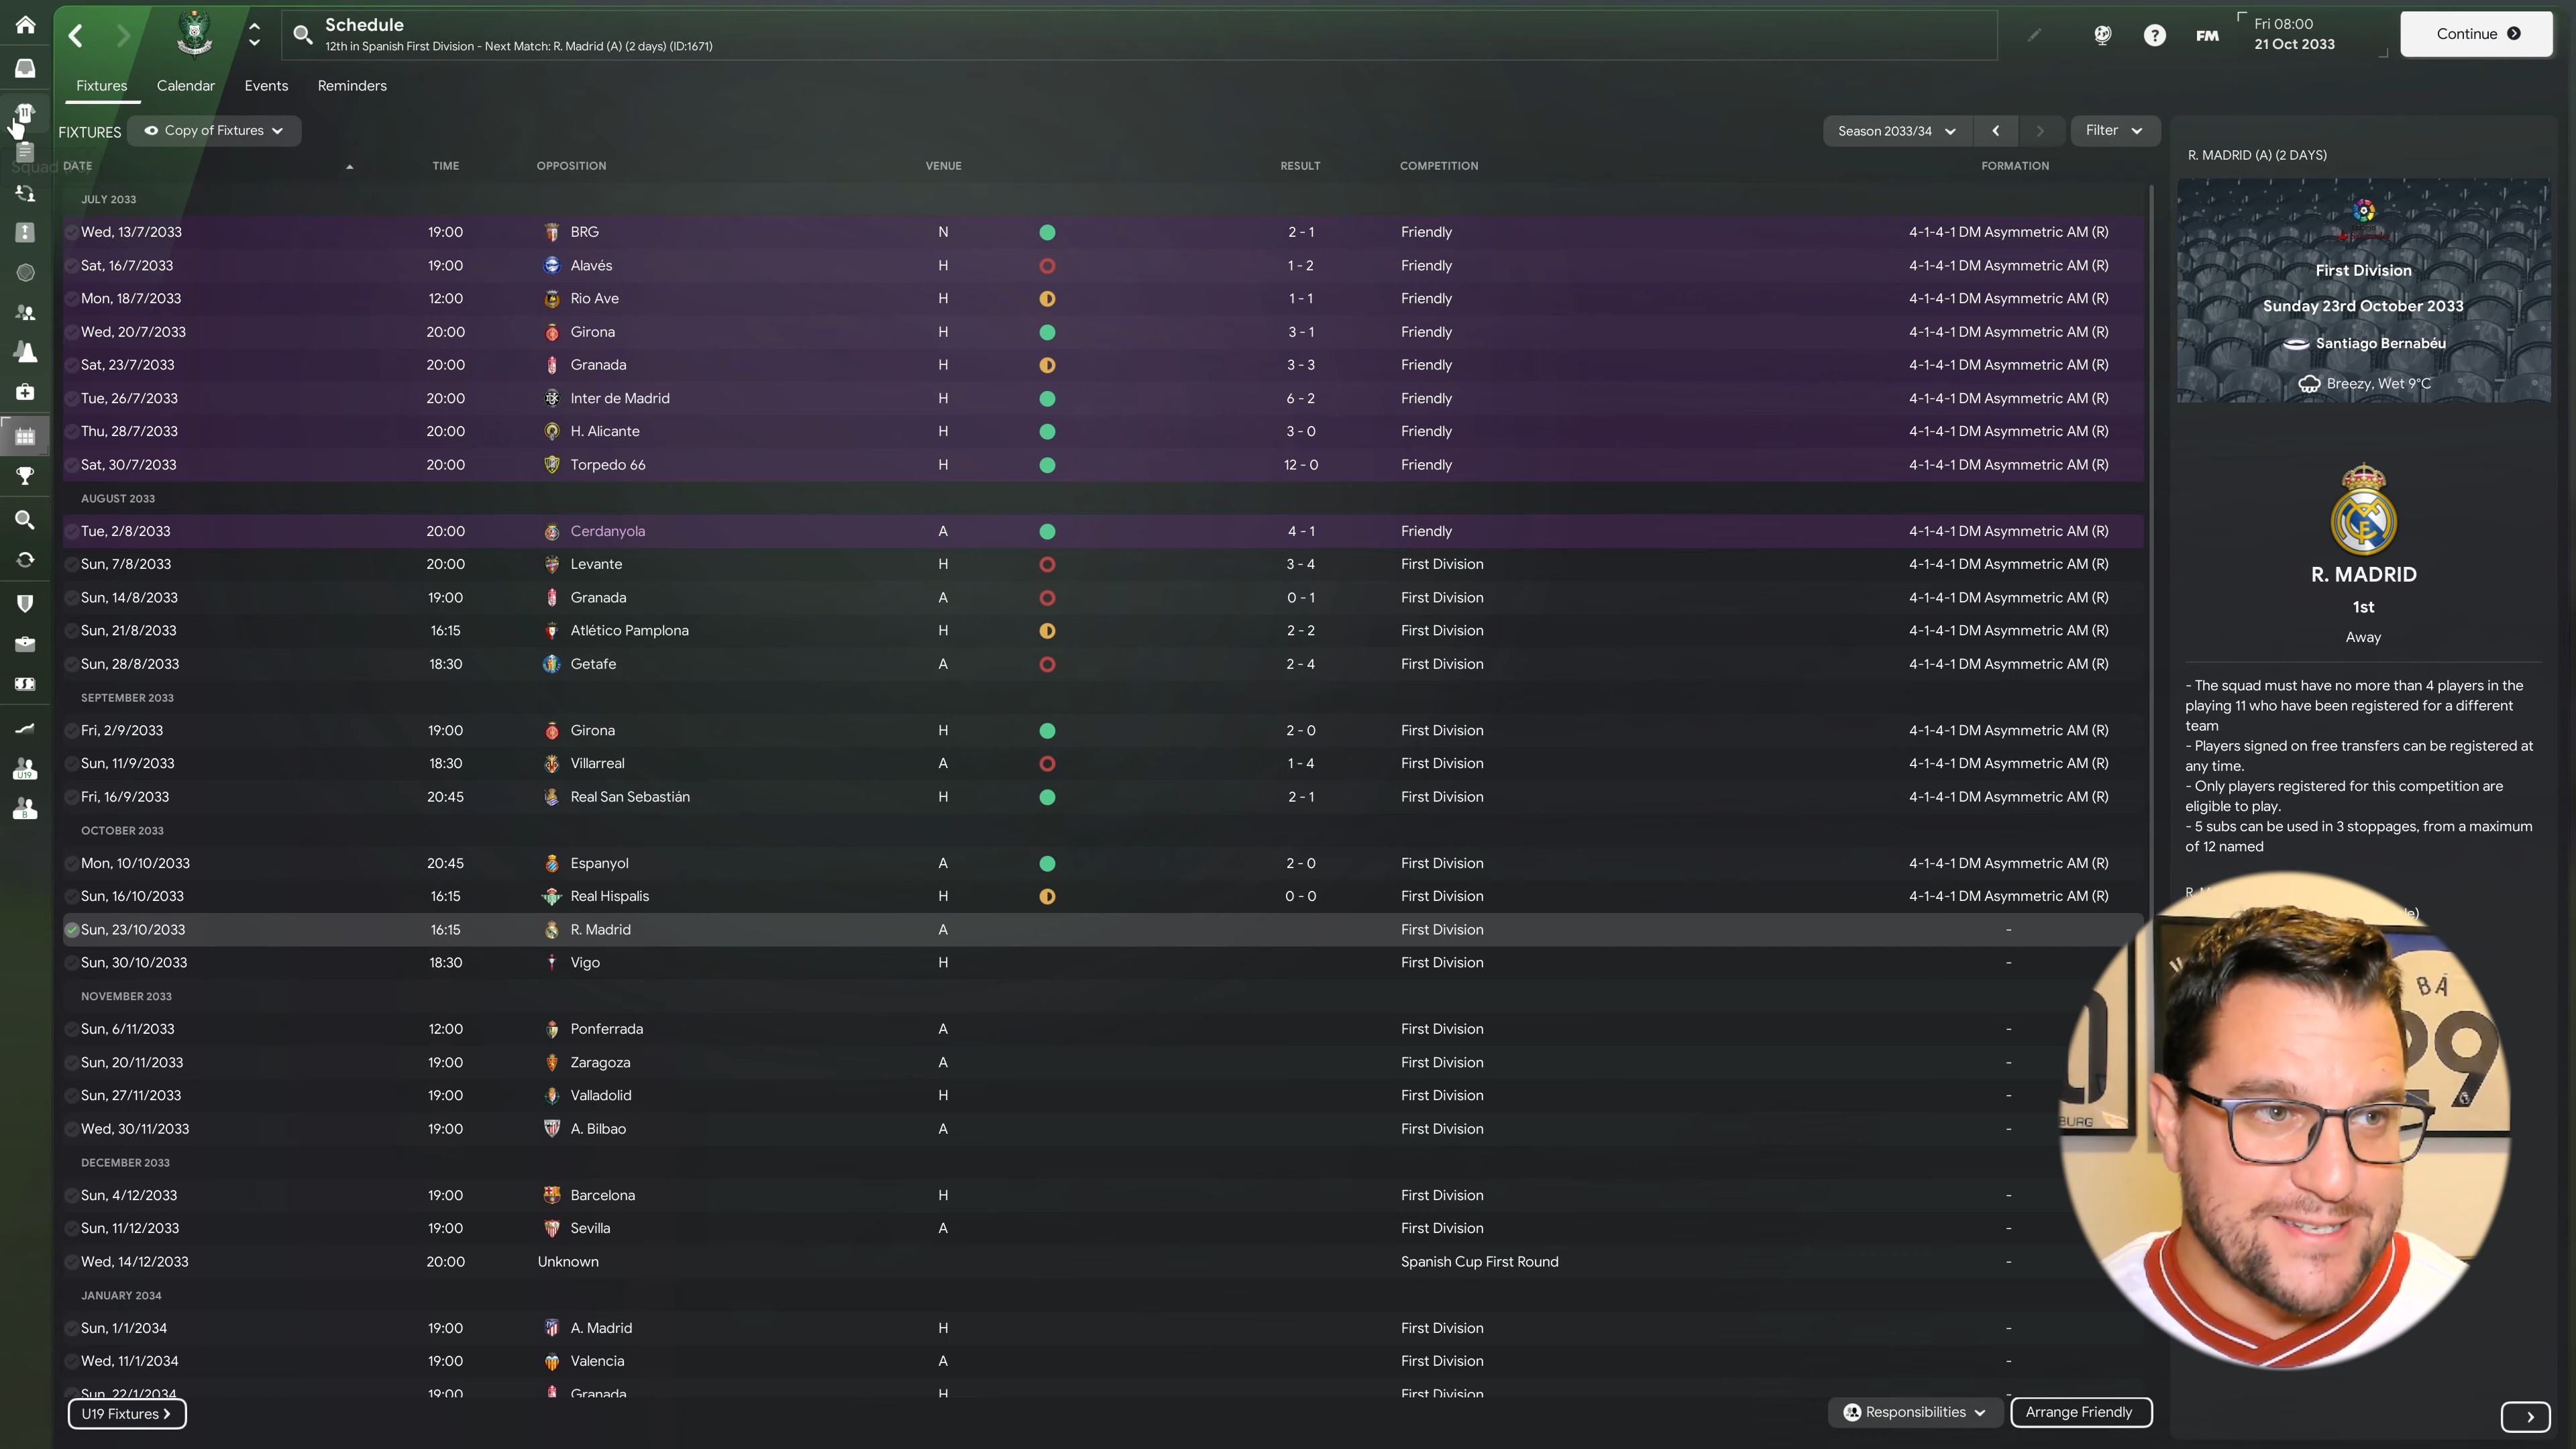 Schedule
12th in Spanish First Division - Next Match: R. Madrid (A) (2 days) (ID:1671)
FM
Fri 08:00
21 Oct 2033
Continue
Fixtures Calendar Events Reminders
FIXTURES Copy of Fixtures Season 2033/34 Filter
DATE TIME OPPOSITION VENUE RESULT COMPETITION FORMATION
JULY 2033
Wed, 13/7/2033 19:00 BRG N 2 - 1 Friendly 4-1-4-1 DM Asymmetric AM (R)
Sat, 16/7/2033 19:00 Alavés H 1 - 2 Friendly 4-1-4-1 DM Asymmetric AM (R)
Mon, 18/7/2033 12:00 Rio Ave H 1 - 1 Friendly 4-1-4-1 DM Asymmetric AM (R)
Wed, 20/7/2033 20:00 Girona H 3 - 1 Friendly 4-1-4-1 DM Asymmetric AM (R)
Sat, 23/7/2033 20:00 Granada H 3 - 3 Friendly 4-1-4-1 DM Asymmetric AM (R)
Tue, 26/7/2033 20:00 Inter de Madrid H 6 - 2 Friendly 4-1-4-1 DM Asymmetric AM (R)
Thu, 28/7/2033 20:00 H. Alicante H 3 - 0 Friendly 4-1-4-1 DM Asymmetric AM (R)
Sat, 30/7/2033 20:00 Torpedo 66 H 12 - 0 Friendly 4-1-4-1 DM Asymmetric AM (R)
AUGUST 2033
Tue, 2/8/2033 20:00 Cerdanyola A 4 - 1 Friendly 4-1-4-1 DM Asymmetric AM (R)
Sun, 7/8/2033 20:00 Levante H 3 - 4 First Division 4-1-4-1 DM Asymmetric AM (R)
Sun, 14/8/2033 19:00 Granada A 0 - 1 First Division 4-1-4-1 DM Asymmetric AM (R)
Sun, 21/8/2033 16:15 Atlético Pamplona H 2 - 2 First Division 4-1-4-1 DM Asymmetric AM (R)
Sun, 28/8/2033 18:30 Getafe A 2 - 4 First Division 4-1-4-1 DM Asymmetric AM (R)
SEPTEMBER 2033
Fri, 2/9/2033 19:00 Girona H 2 - 0 First Division 4-1-4-1 DM Asymmetric AM (R)
Sun, 11/9/2033 18:30 Villarreal A 1 - 4 First Division 4-1-4-1 DM Asymmetric AM (R)
Fri, 16/9/2033 20:45 Real San Sebastián H 2 - 1 First Division 4-1-4-1 DM Asymmetric AM (R)
OCTOBER 2033
Mon, 10/10/2033 20:45 Espanyol A 2 - 0 First Division 4-1-4-1 DM Asymmetric AM (R)
Sun, 16/10/2033 16:15 Real Hispalis H 0 - 0 First Division 4-1-4-1 DM Asymmetric AM (R)
Sun, 23/10/2033 16:15 R. Madrid A First Division -
Sun, 30/10/2033 18:30 Vigo H First Division -
NOVEMBER 2033
Sun, 6/11/2033 12:00 Ponferrada A First Division -
Sun, 20/11/2033 19:00 Zaragoza A First Division -
Sun, 27/11/2033 19:00 Valladolid H First Division -
Wed, 30/11/2033 19:00 A. Bilbao A First Division -
DECEMBER 2033
Sun, 4/12/2033 19:00 Barcelona H First Division -
Sun, 11/12/2033 19:00 Sevilla A First Division -
Wed, 14/12/2033 20:00 Unknown Spanish Cup First Round -
JANUARY 2034
Sun, 1/1/2034 19:00 A. Madrid H First Division -
Wed, 11/1/2034 19:00 Valencia A First Division -
Sun, 22/1/2034 19:00 Granada H First Division -
U19 Fixtures Responsibilities Arrange Friendly
R. MADRID (A) (2 DAYS)
First Division
Sunday 23rd October 2033
Santiago Bernabéu
Breezy, Wet 9°C
R. MADRID
1st
Away
- The squad must have no more than 4 players in the
playing 11 who have been registered for a different
team
- Players signed on free transfers can be registered at
any time.
- Only players registered for this competition are
eligible to play.
- 5 subs can be used in 3 stoppages, from a maximum
of 12 named
BURG
BÁ
99
11
U19
B